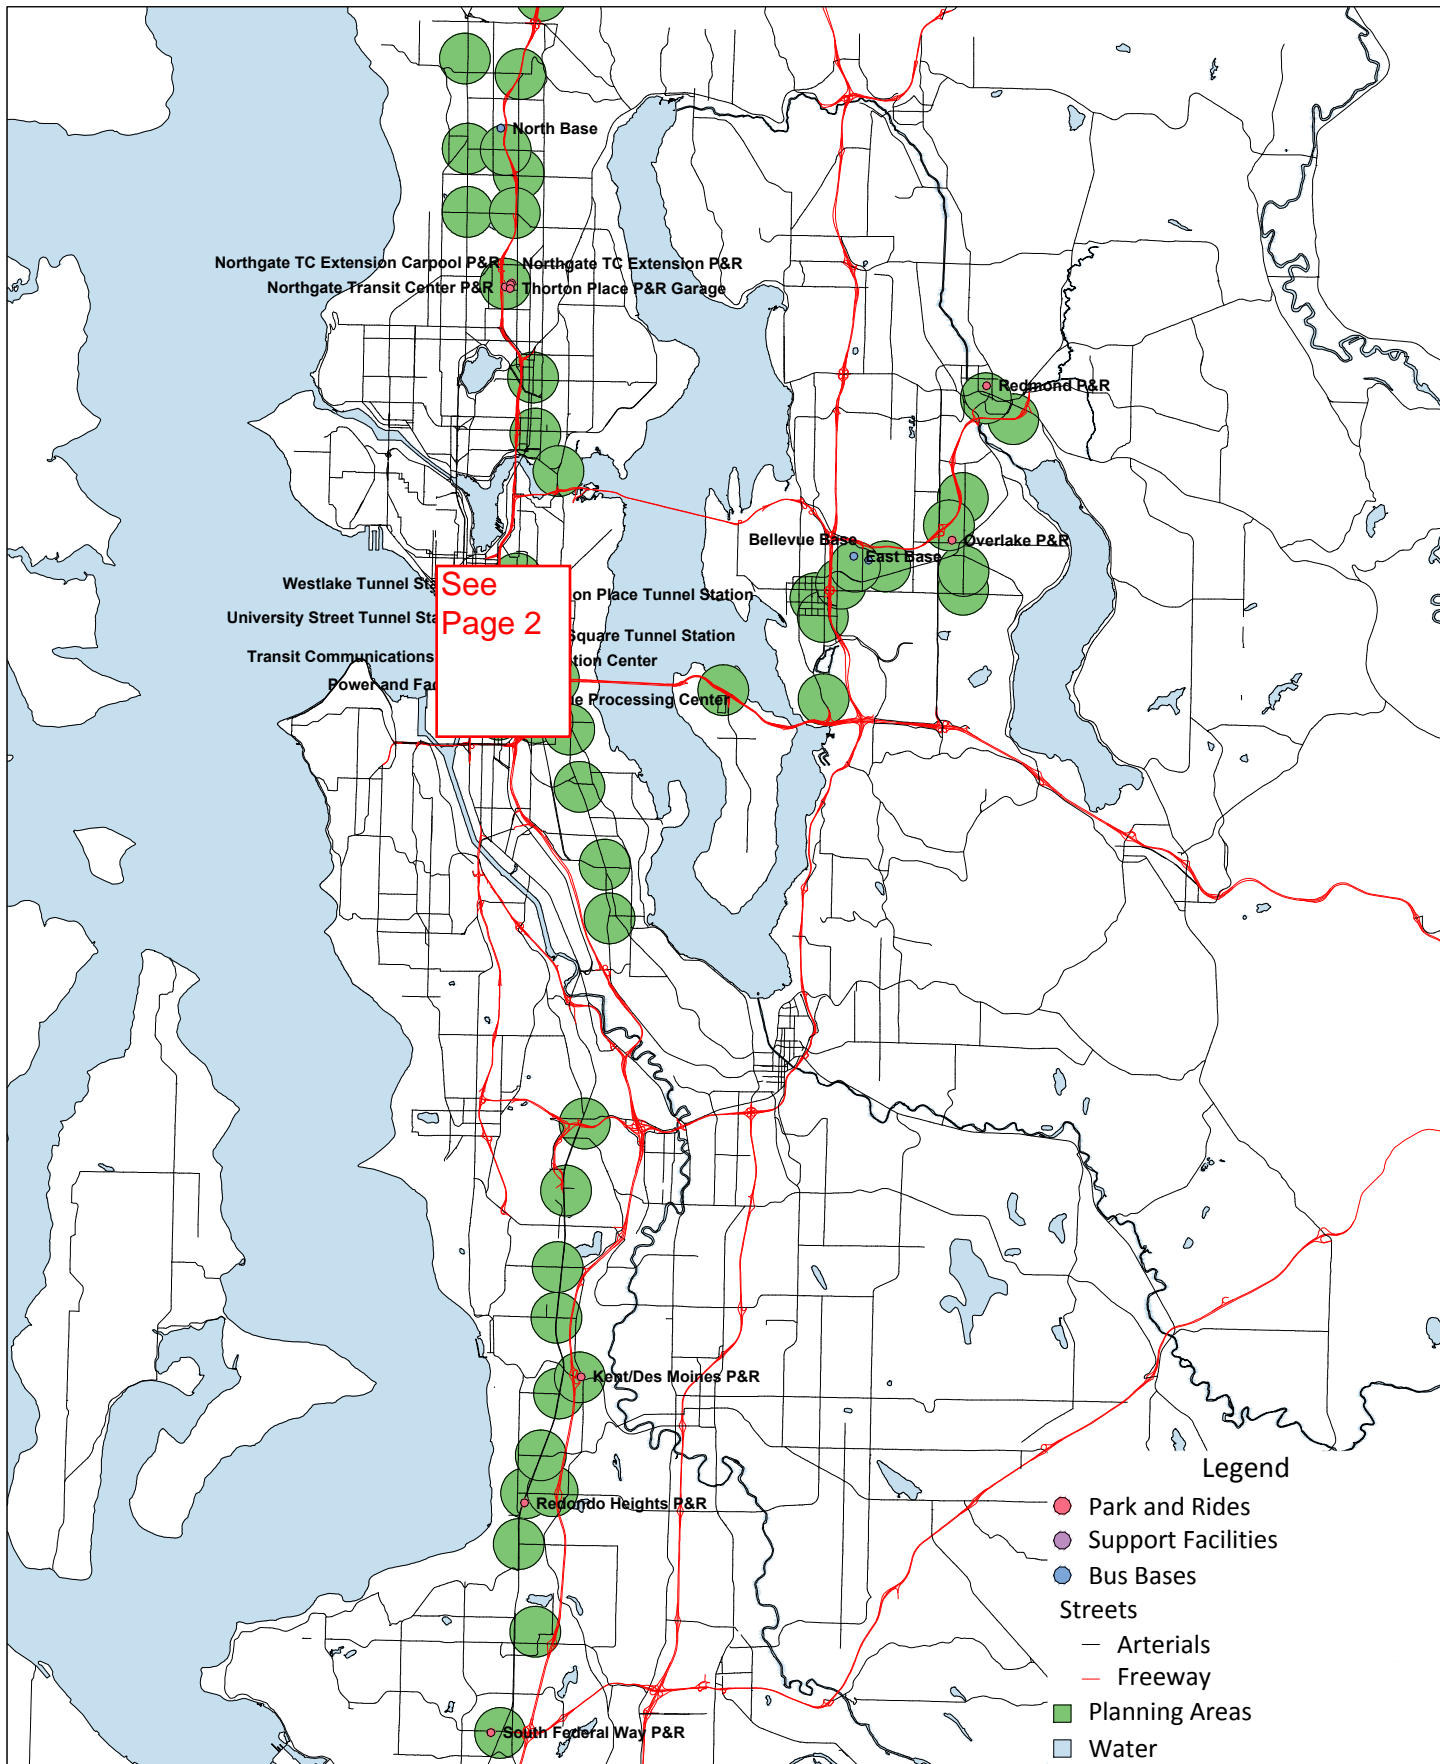 North Base
Northgate TC Extension Carpool P&R
Northgate TC Extension P&R
Northgate Transit Center P&R
Thorton Place P&R Garage
Redmond P&R
Bellevue Base
East Base
Overlake P&R
Westlake Tunnel Sta
See
Page 2
on Place Tunnel Station
University Street Tunnel Sta
Square Tunnel Station
Transit Communications
tion Center
Power and Fac
e Processing Center
Kent/Des Moines P&R
Redondo Heights P&R
South Federal Way P&R
Legend
Park and Rides
Support Facilities
Bus Bases
Streets
Arterials
Freeway
Planning Areas
Water